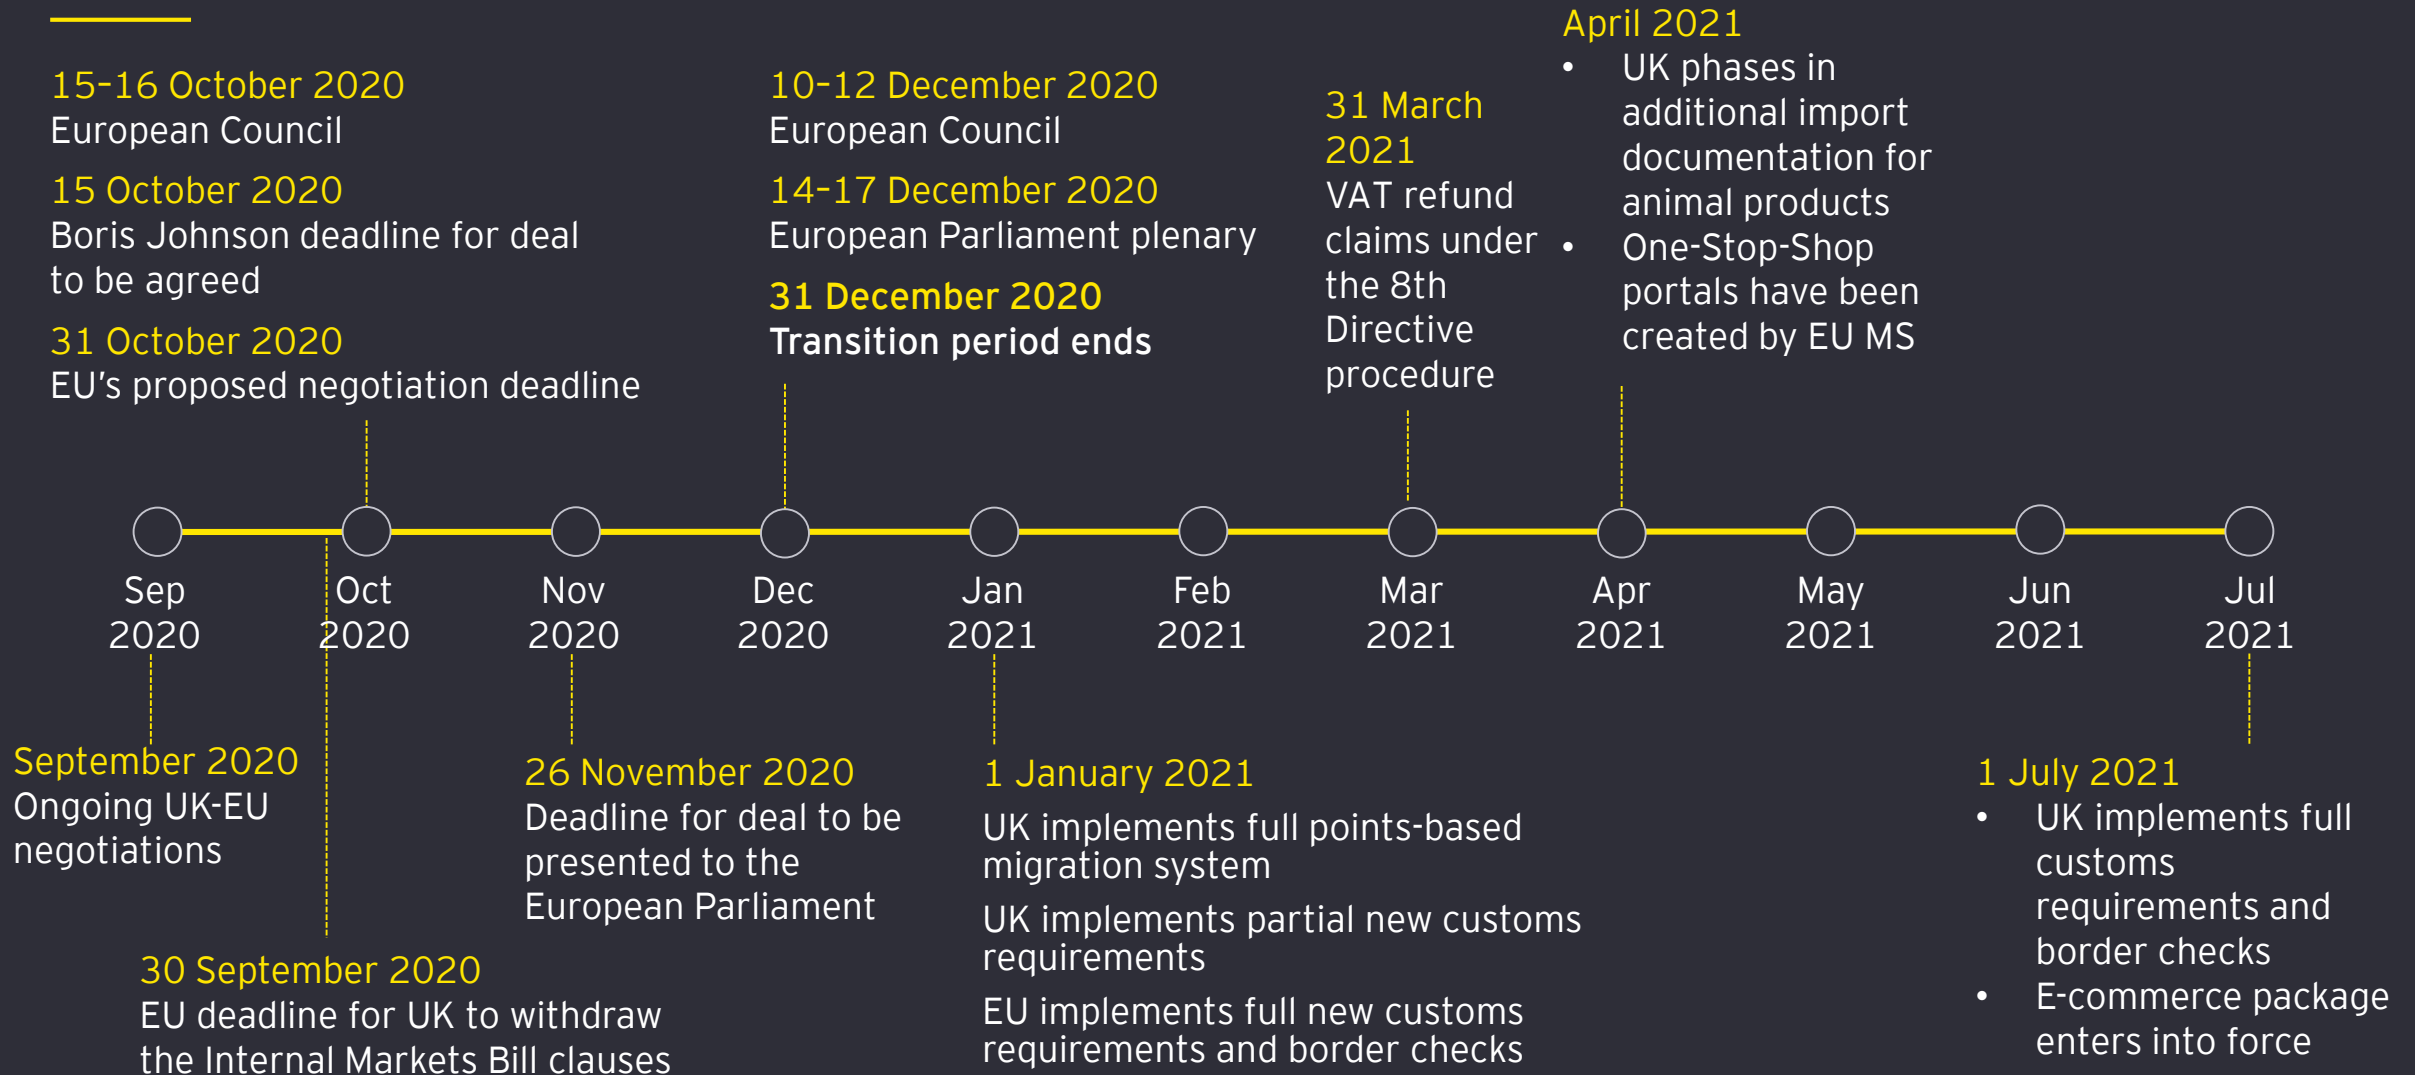 15–16 October 2020
European Council
15 October 2020
Boris Johnson deadline for deal
to be agreed
31 October 2020
EU's proposed negotiation deadline
10–12 December 2020
European Council
14–17 December 2020
European Parliament plenary
31 December 2020
Transition period ends
31 March
2021
VAT refund
claims under
the 8th
Directive
procedure
April 2021
• UK phases in
additional import
documentation for
animal products
• One-Stop-Shop
portals have been
created by EU MS
Sep
2020
Oct
2020
Nov
2020
Dec
2020
Jan
2021
Feb
2021
Mar
2021
Apr
2021
May
2021
Jun
2021
Jul
2021
September 2020
Ongoing UK-EU
negotiations
30 September 2020
EU deadline for UK to withdraw
the Internal Markets Bill clauses
26 November 2020
Deadline for deal to be
presented to the
European Parliament
1 January 2021
UK implements full points-based
migration system
UK implements partial new customs
requirements
EU implements full new customs
requirements and border checks
1 July 2021
• UK implements full
customs
requirements and
border checks
• E-commerce package
enters into force